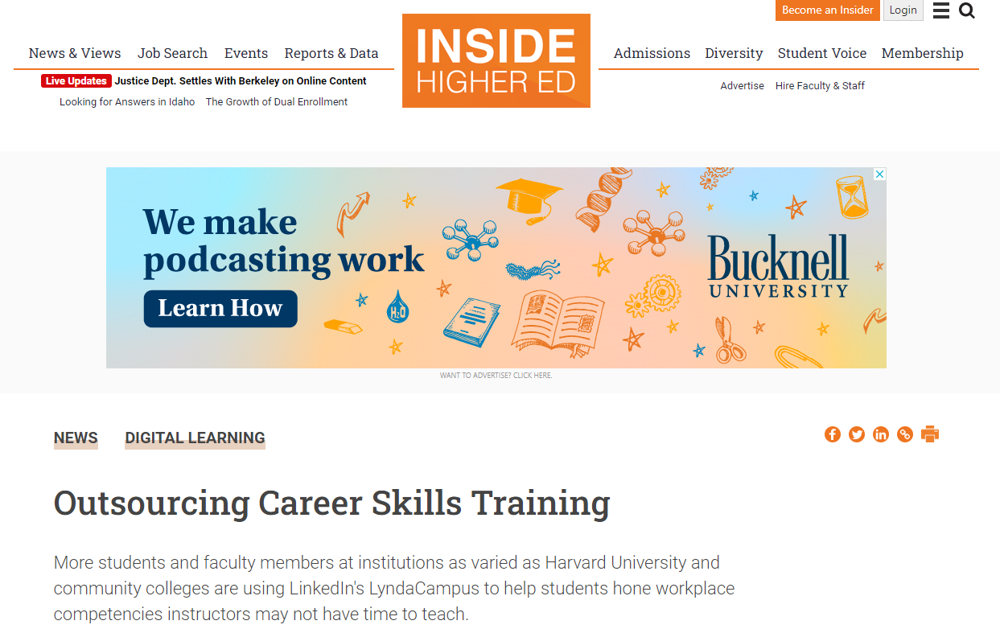 Become an Insider Login
INSIDE
HIGHER ED
News & Views Job Search Events Reports & Data
Admissions Diversity Student Voice Membership
Live Updates Justice Dept. Settles With Berkeley on Online Content
Looking for Answers in Idaho The Growth of Dual Enrollment
Advertise Hire Faculty & Staff
We make
podcasting work
Learn How
H2O
Bucknell
UNIVERSITY
WANT TO ADVERTISE? CLICK HERE.
NEWS DIGITAL LEARNING
Outsourcing Career Skills Training
More students and faculty members at institutions as varied as Harvard University and
community colleges are using LinkedIn's LyndaCampus to help students hone workplace
competencies instructors may not have time to teach.